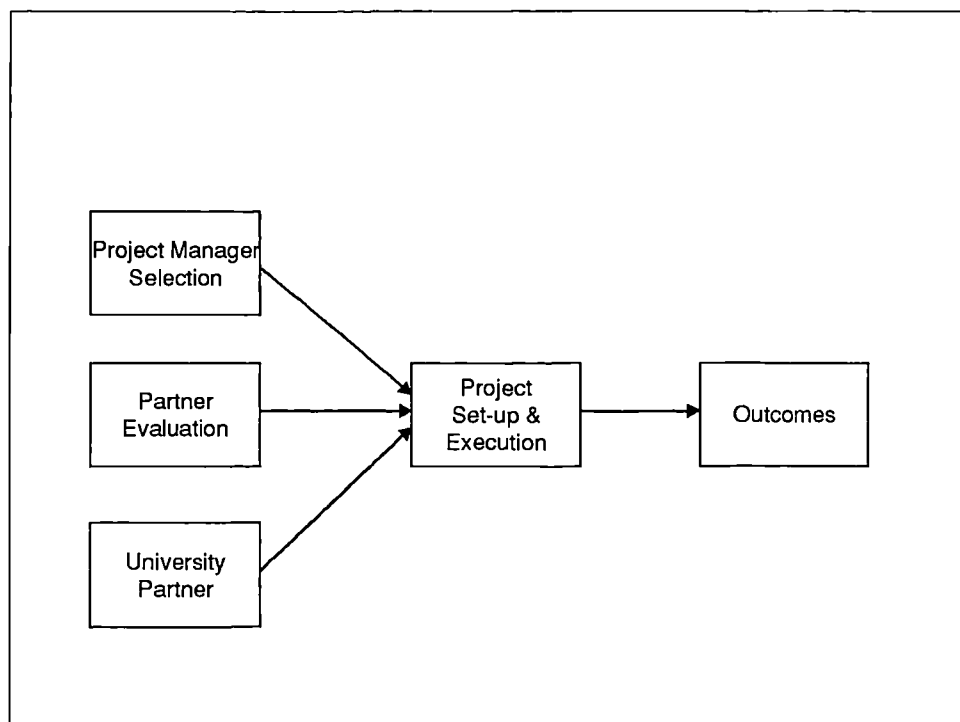 Project Manager
Selection
Partner
Evaluation
University
Partner
Project
Set-up &
Execution
Outcomes